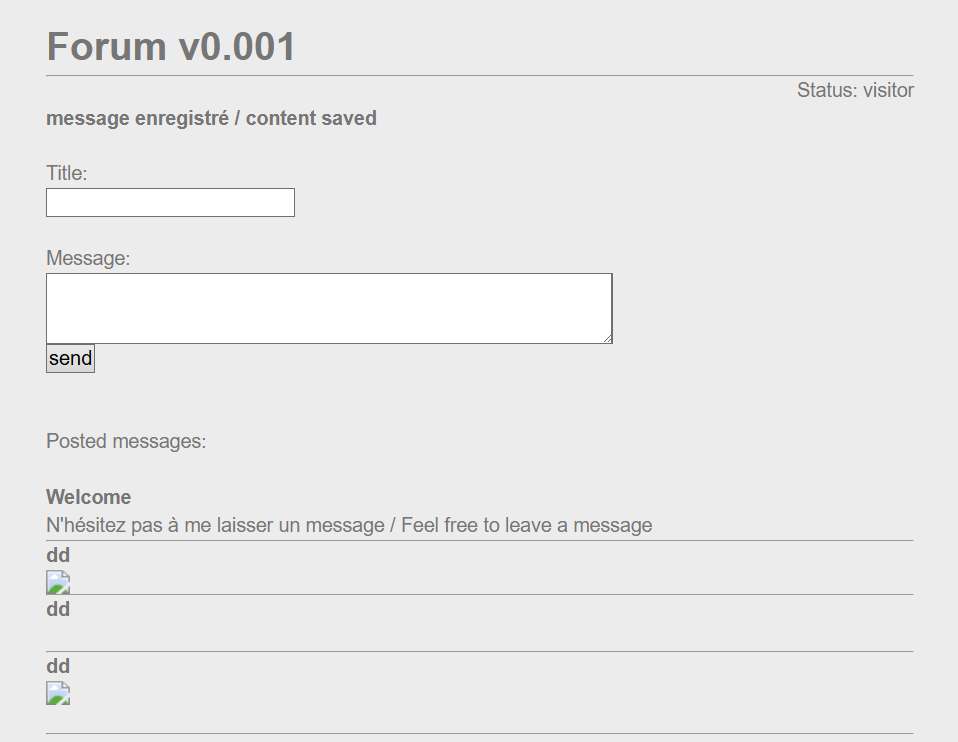 Forum v0.001
Status: visitor
message enregistré / content saved
Title:
Message:
send
Posted messages:
Welcome
N'hésitez pas à me laisser un message / Feel free to leave a message
dd
dd
dd